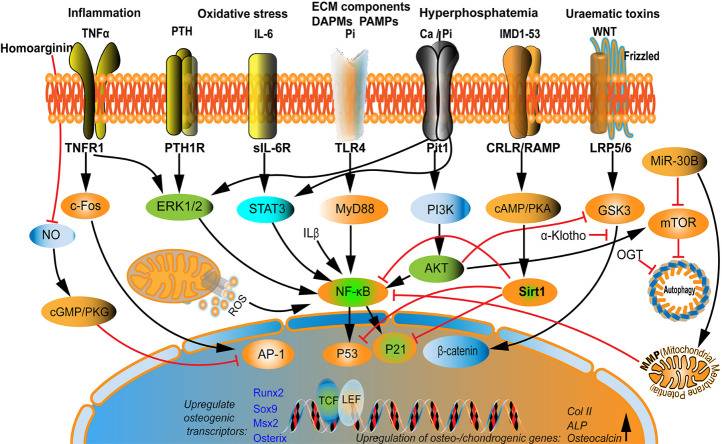 Inflammation
Oxidative stress
ECM components
DAPMs PAMPs
Hyperphosphatemia
Uraematic toxins
Homoarginin
TNFα
PTH
IL-6
Pi
Ca / Pi
IMD1-53
WNT
Frizzled
TNFR1
PTH1R
sIL-6R
TLR4
Pit1
CRLR/RAMP
LRP5/6
MiR-30B
c-Fos
ERK1/2
STAT3
MyD88
PI3K
cAMP/PKA
GSK3
mTOR
NO
ILβ
α-Klotho
OGT
AKT
NF-κB
Sirt1
Autophagy
ROS
cGMP/PKG
AP-1
P53
P21
β-catenin
MMP(Mitochondrial
Membrane
Potential)
Upregulate
osteogenic
transcriptors:
Runx2
Sox9
Msx2
Osterix
TCF
LEF
Upregulation of osteo-/chondrogenic genes:
Col II
ALP
Osteocalcin